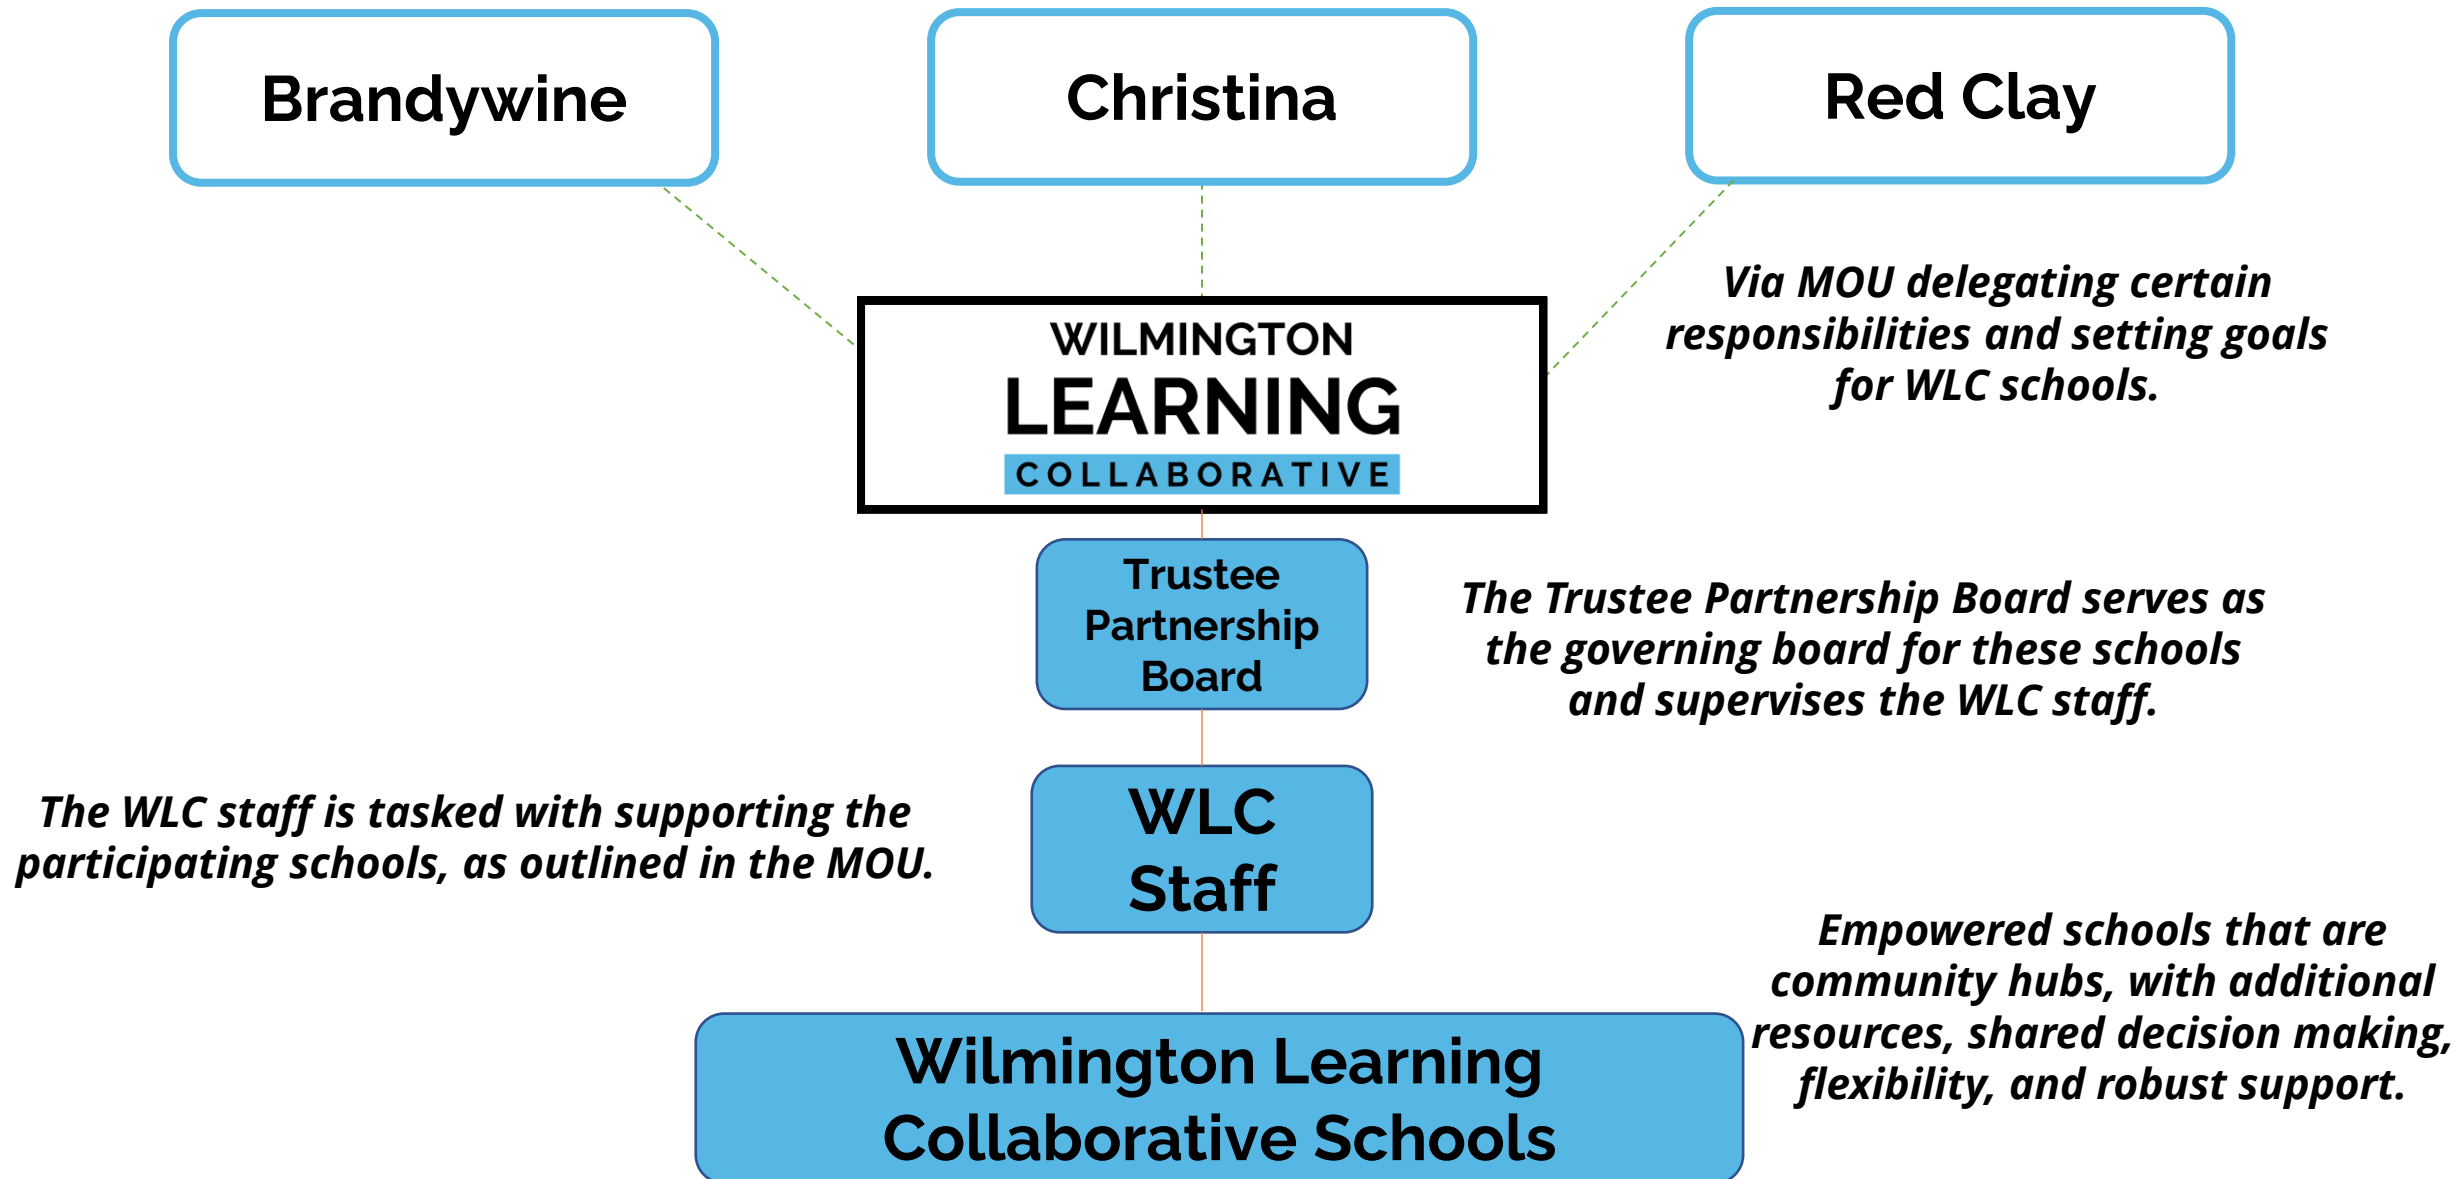 Brandywine
Christina
Red Clay
Via MOU delegating certain
responsibilities and setting goals
for WLC schools.
WILMINGTON
LEARNING
COLLABORATIVE
Trustee
Partnership
Board
The Trustee Partnership Board serves as
the governing board for these schools
and supervises the WLC staff.
WLC
Staff
The WLC staff is tasked with supporting the
participating schools, as outlined in the MOU.
Empowered schools that are
community hubs, with additional
resources, shared decision making,
flexibility, and robust support.
Wilmington Learning
Collaborative Schools